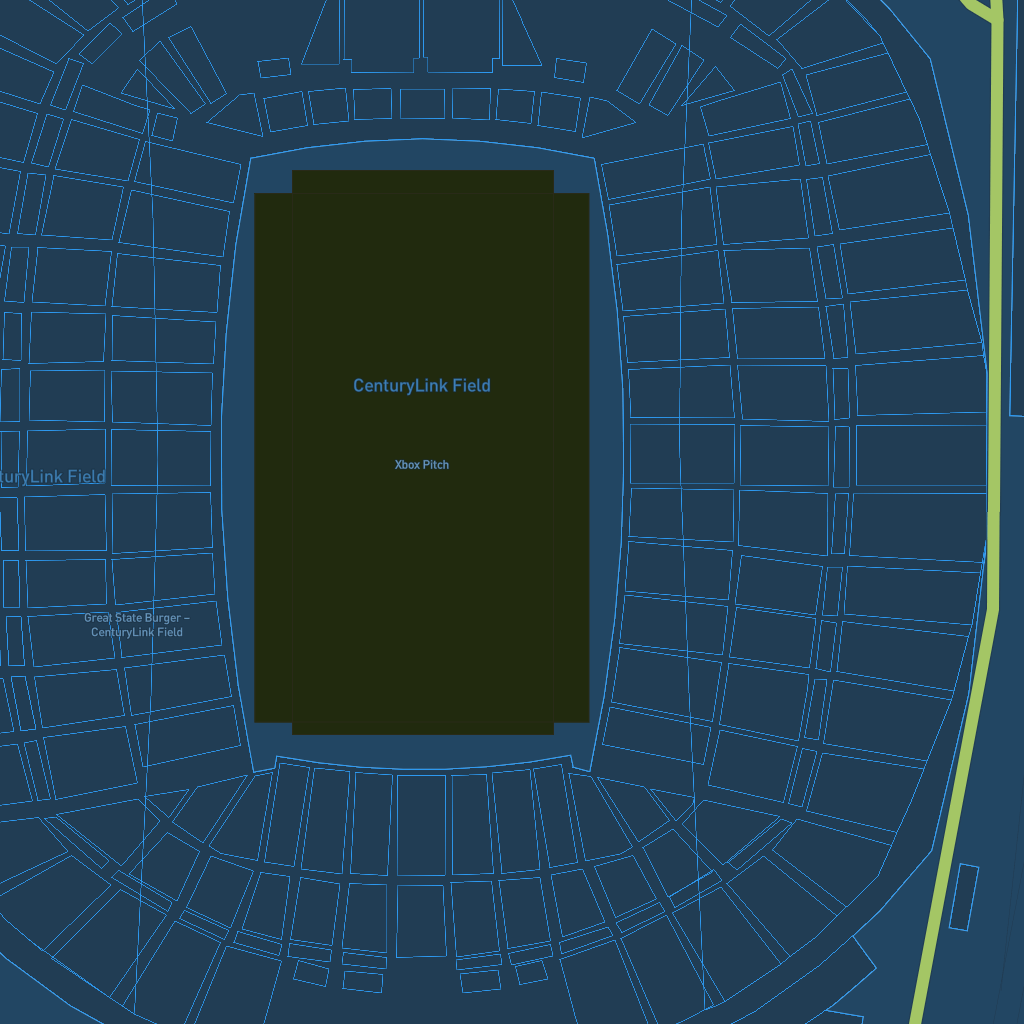 CenturyLink Field
Xbox Pitch
turyLink Field
Great State Burger –
CenturyLink Field